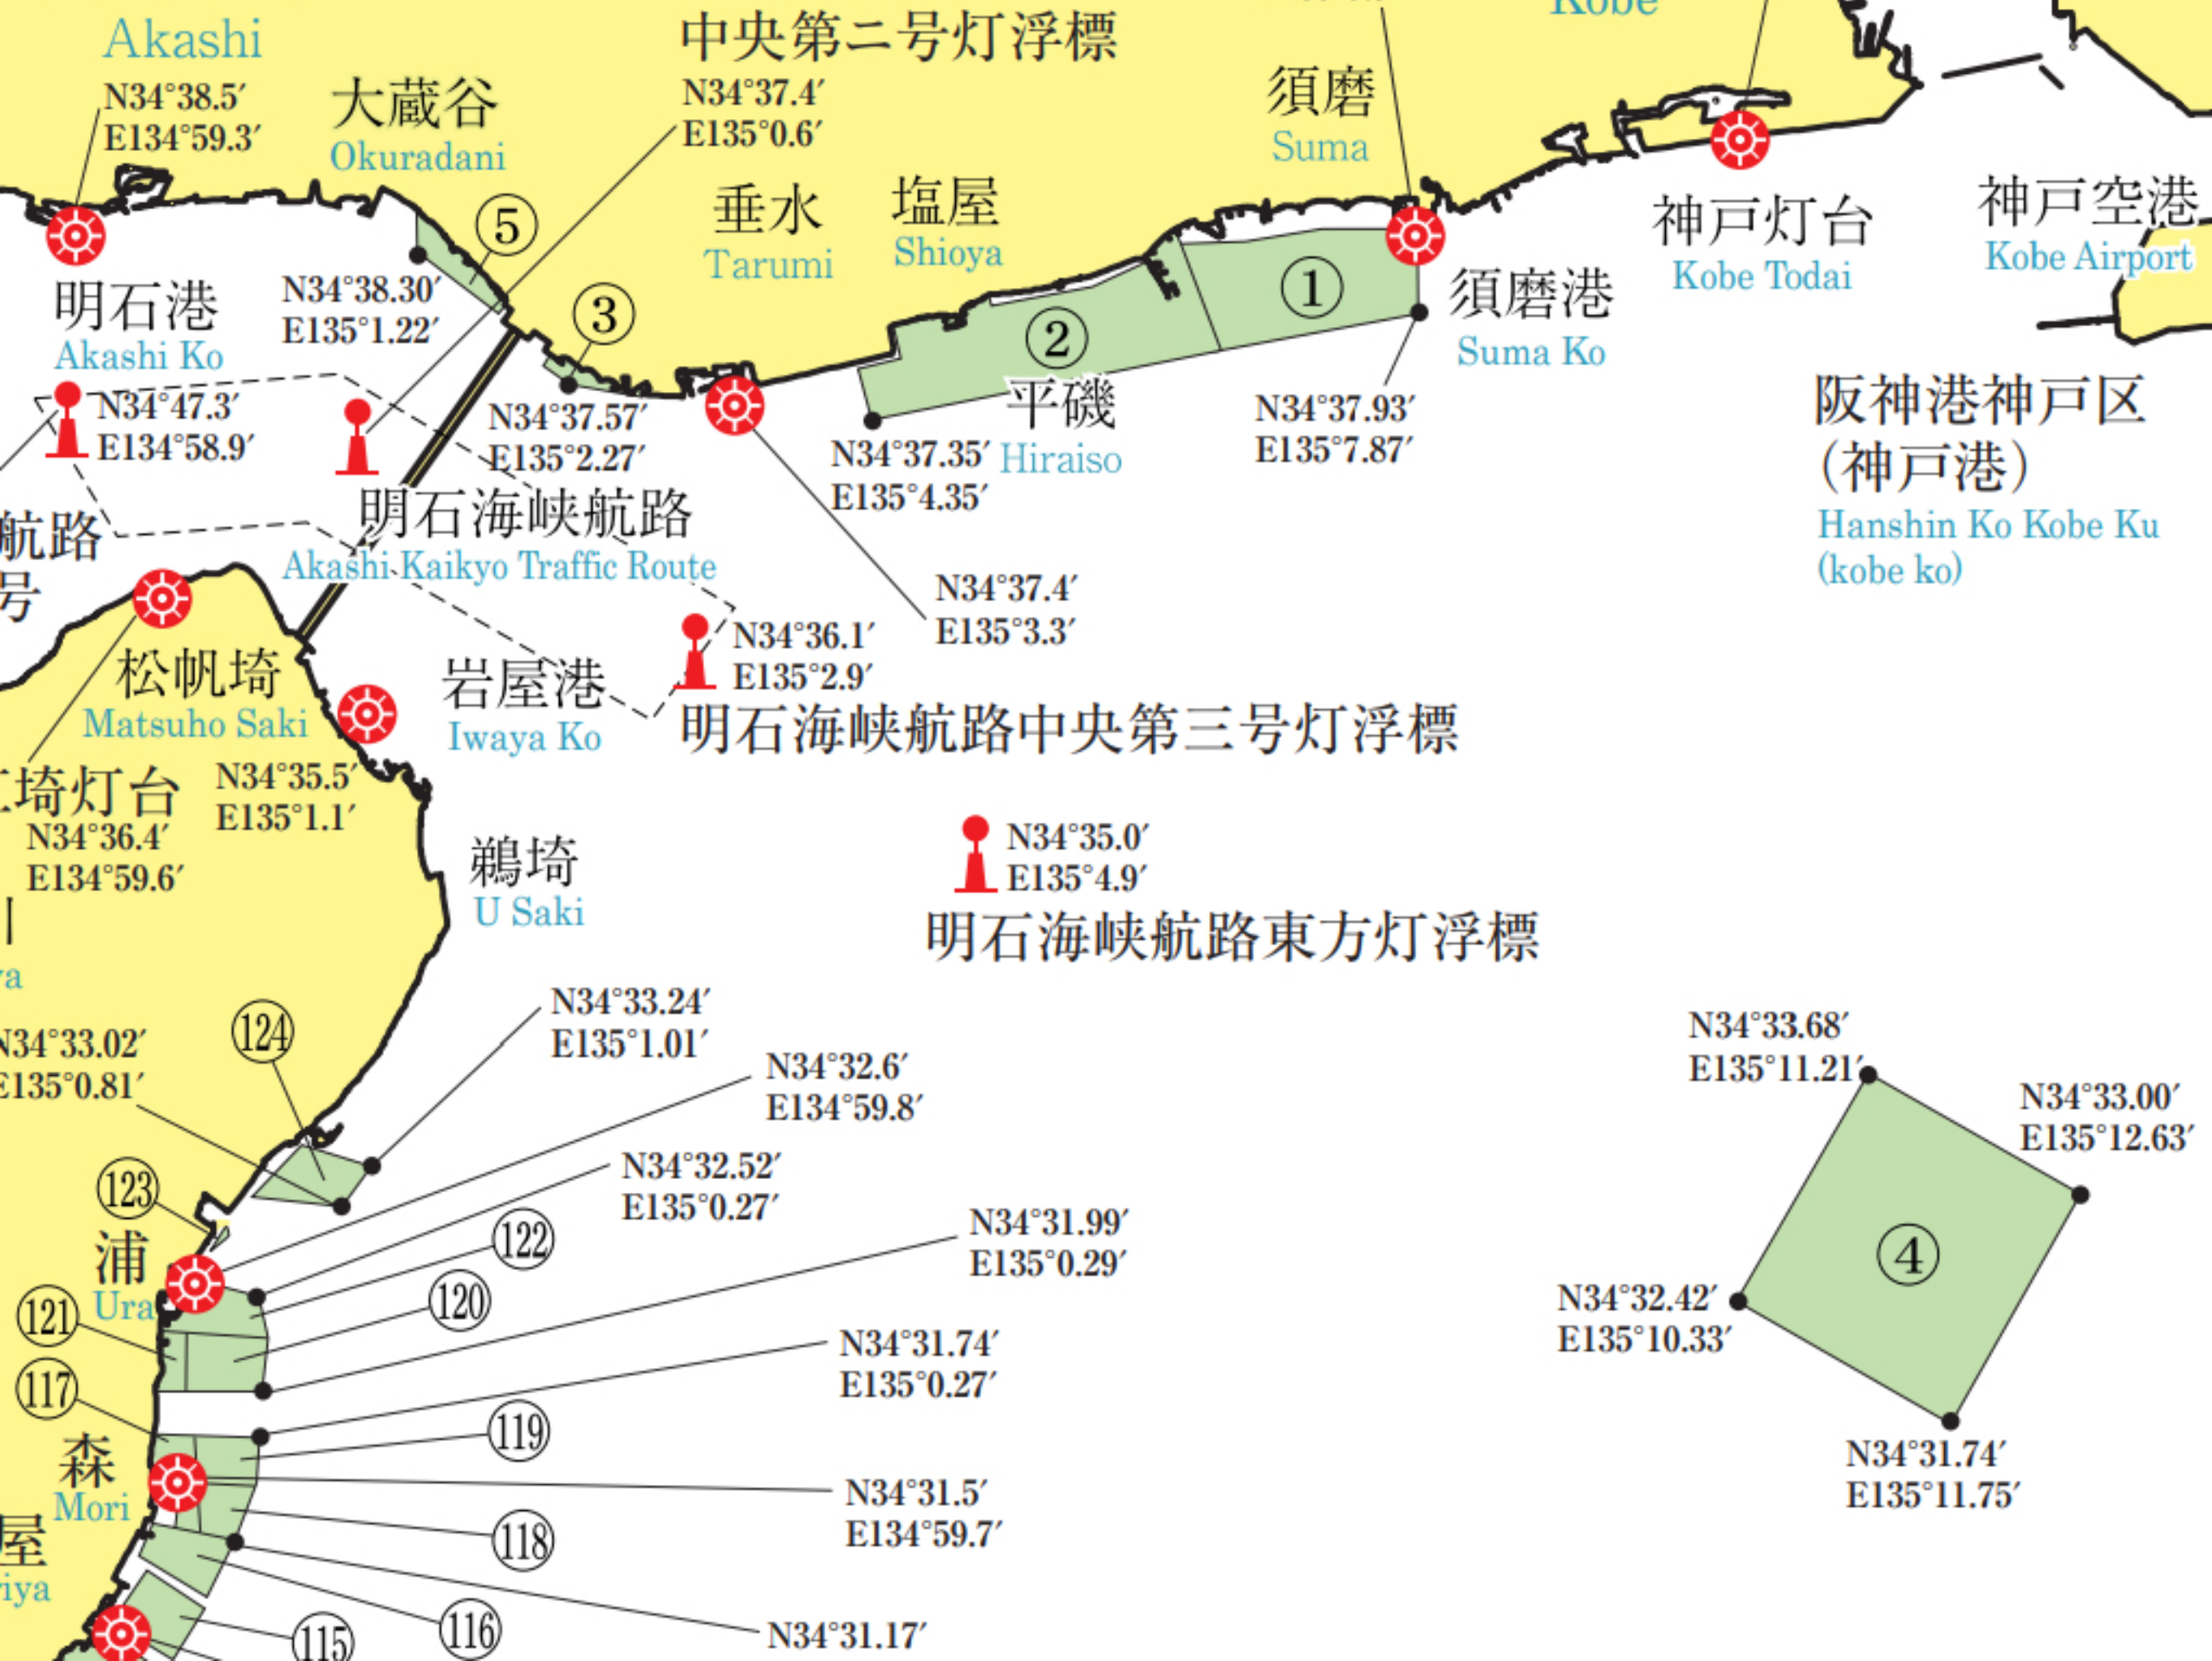 Akashi
N34°38.5′
E134°59.3′
大蔵谷
Okuradani
中央第二号灯浮標
N34°37.4′
E135°0.6′
須磨
Suma
Kobe
垂水
Tarumi
塩屋
Shioya
神戸灯台
Kobe Todai
神戸空港
Kobe Airport
⑤
③
②
①
明石港
Akashi Ko
N34°38.30′
E135°1.22′
須磨港
Suma Ko
N34°47.3′
E134°58.9′
N34°37.57′
E135°2.27′
平磯
Hiraiso
N34°37.35′
E135°4.35′
N34°37.93′
E135°7.87′
阪神港神戸区
(神戸港)
Hanshin Ko Kobe Ku
(kobe ko)
航路
号
明石海峡航路
Akashi Kaikyo Traffic Route
N34°37.4′
E135°3.3′
N34°36.1′
E135°2.9′
明石海峡航路中央第三号灯浮標
松帆埼
Matsuho Saki
岩屋港
Iwaya Ko
埼灯台
N34°36.4′
E134°59.6′
N34°35.5′
E135°1.1′
鵜埼
U Saki
N34°35.0′
E135°4.9′
明石海峡航路東方灯浮標
N34°33.24′
E135°1.01′
N34°33.02′
E135°0.81′
124
N34°32.6′
E134°59.8′
N34°32.52′
E135°0.27′
123
浦
Ura
122
120
121
117
N34°31.99′
E135°0.29′
N34°31.74′
E135°0.27′
森
Mori
119
N34°31.5′
E134°59.7′
118
屋
iya
116
115
N34°31.17′
N34°33.68′
E135°11.21′
N34°33.00′
E135°12.63′
④
N34°32.42′
E135°10.33′
N34°31.74′
E135°11.75′